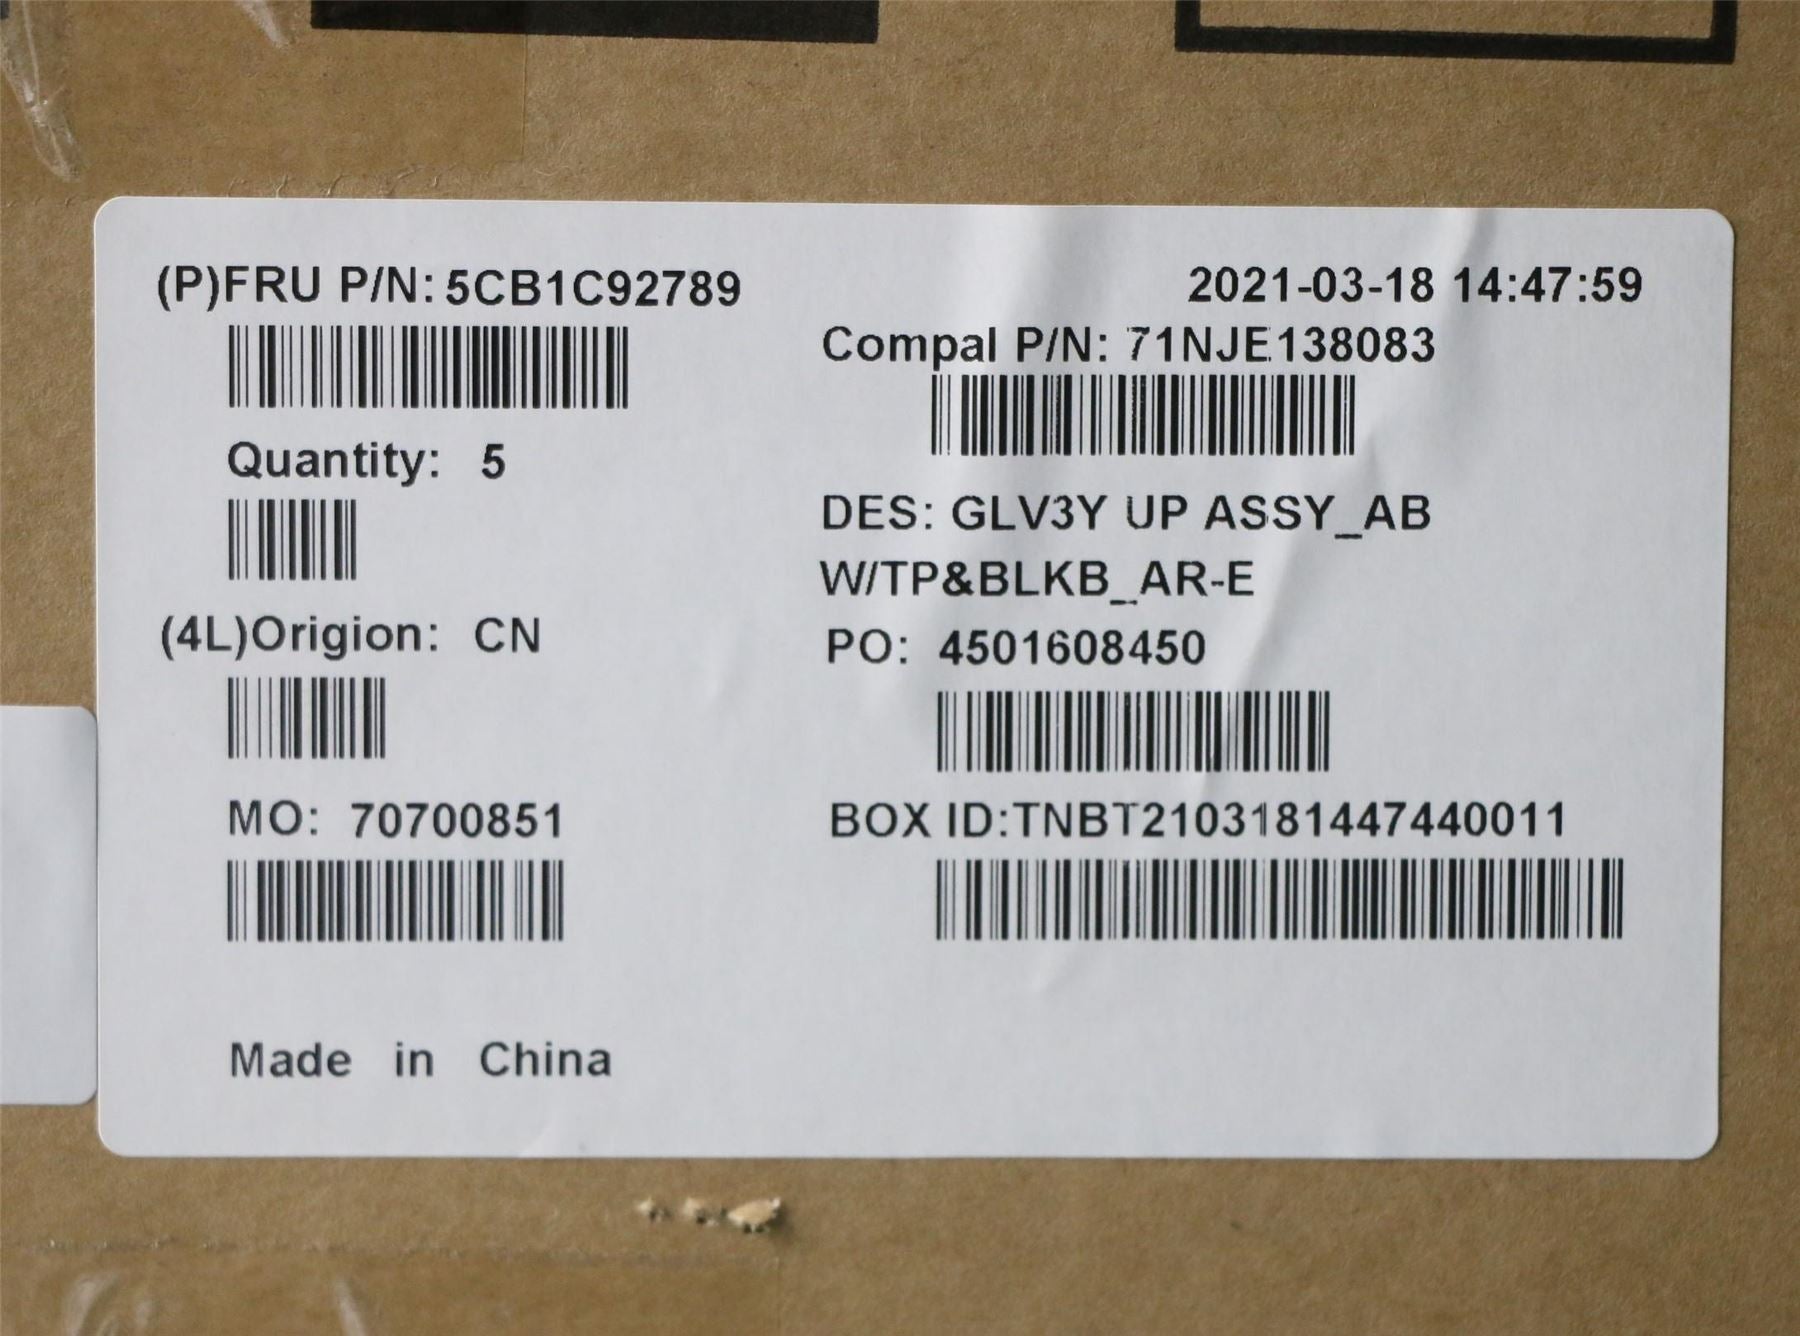 (P)FRU P/N: 5CB1C92789
2021-03-18 14:47:59
Compal P/N: 71NJE138083
Quantity: 5
DES: GLV3Y UP ASSY_AB
W/TP&BLKB_AR-E
(4L)Origion: CN
PO: 4501608450
MO: 70700851
BOX ID:TNBT2103181447440011
Made in China